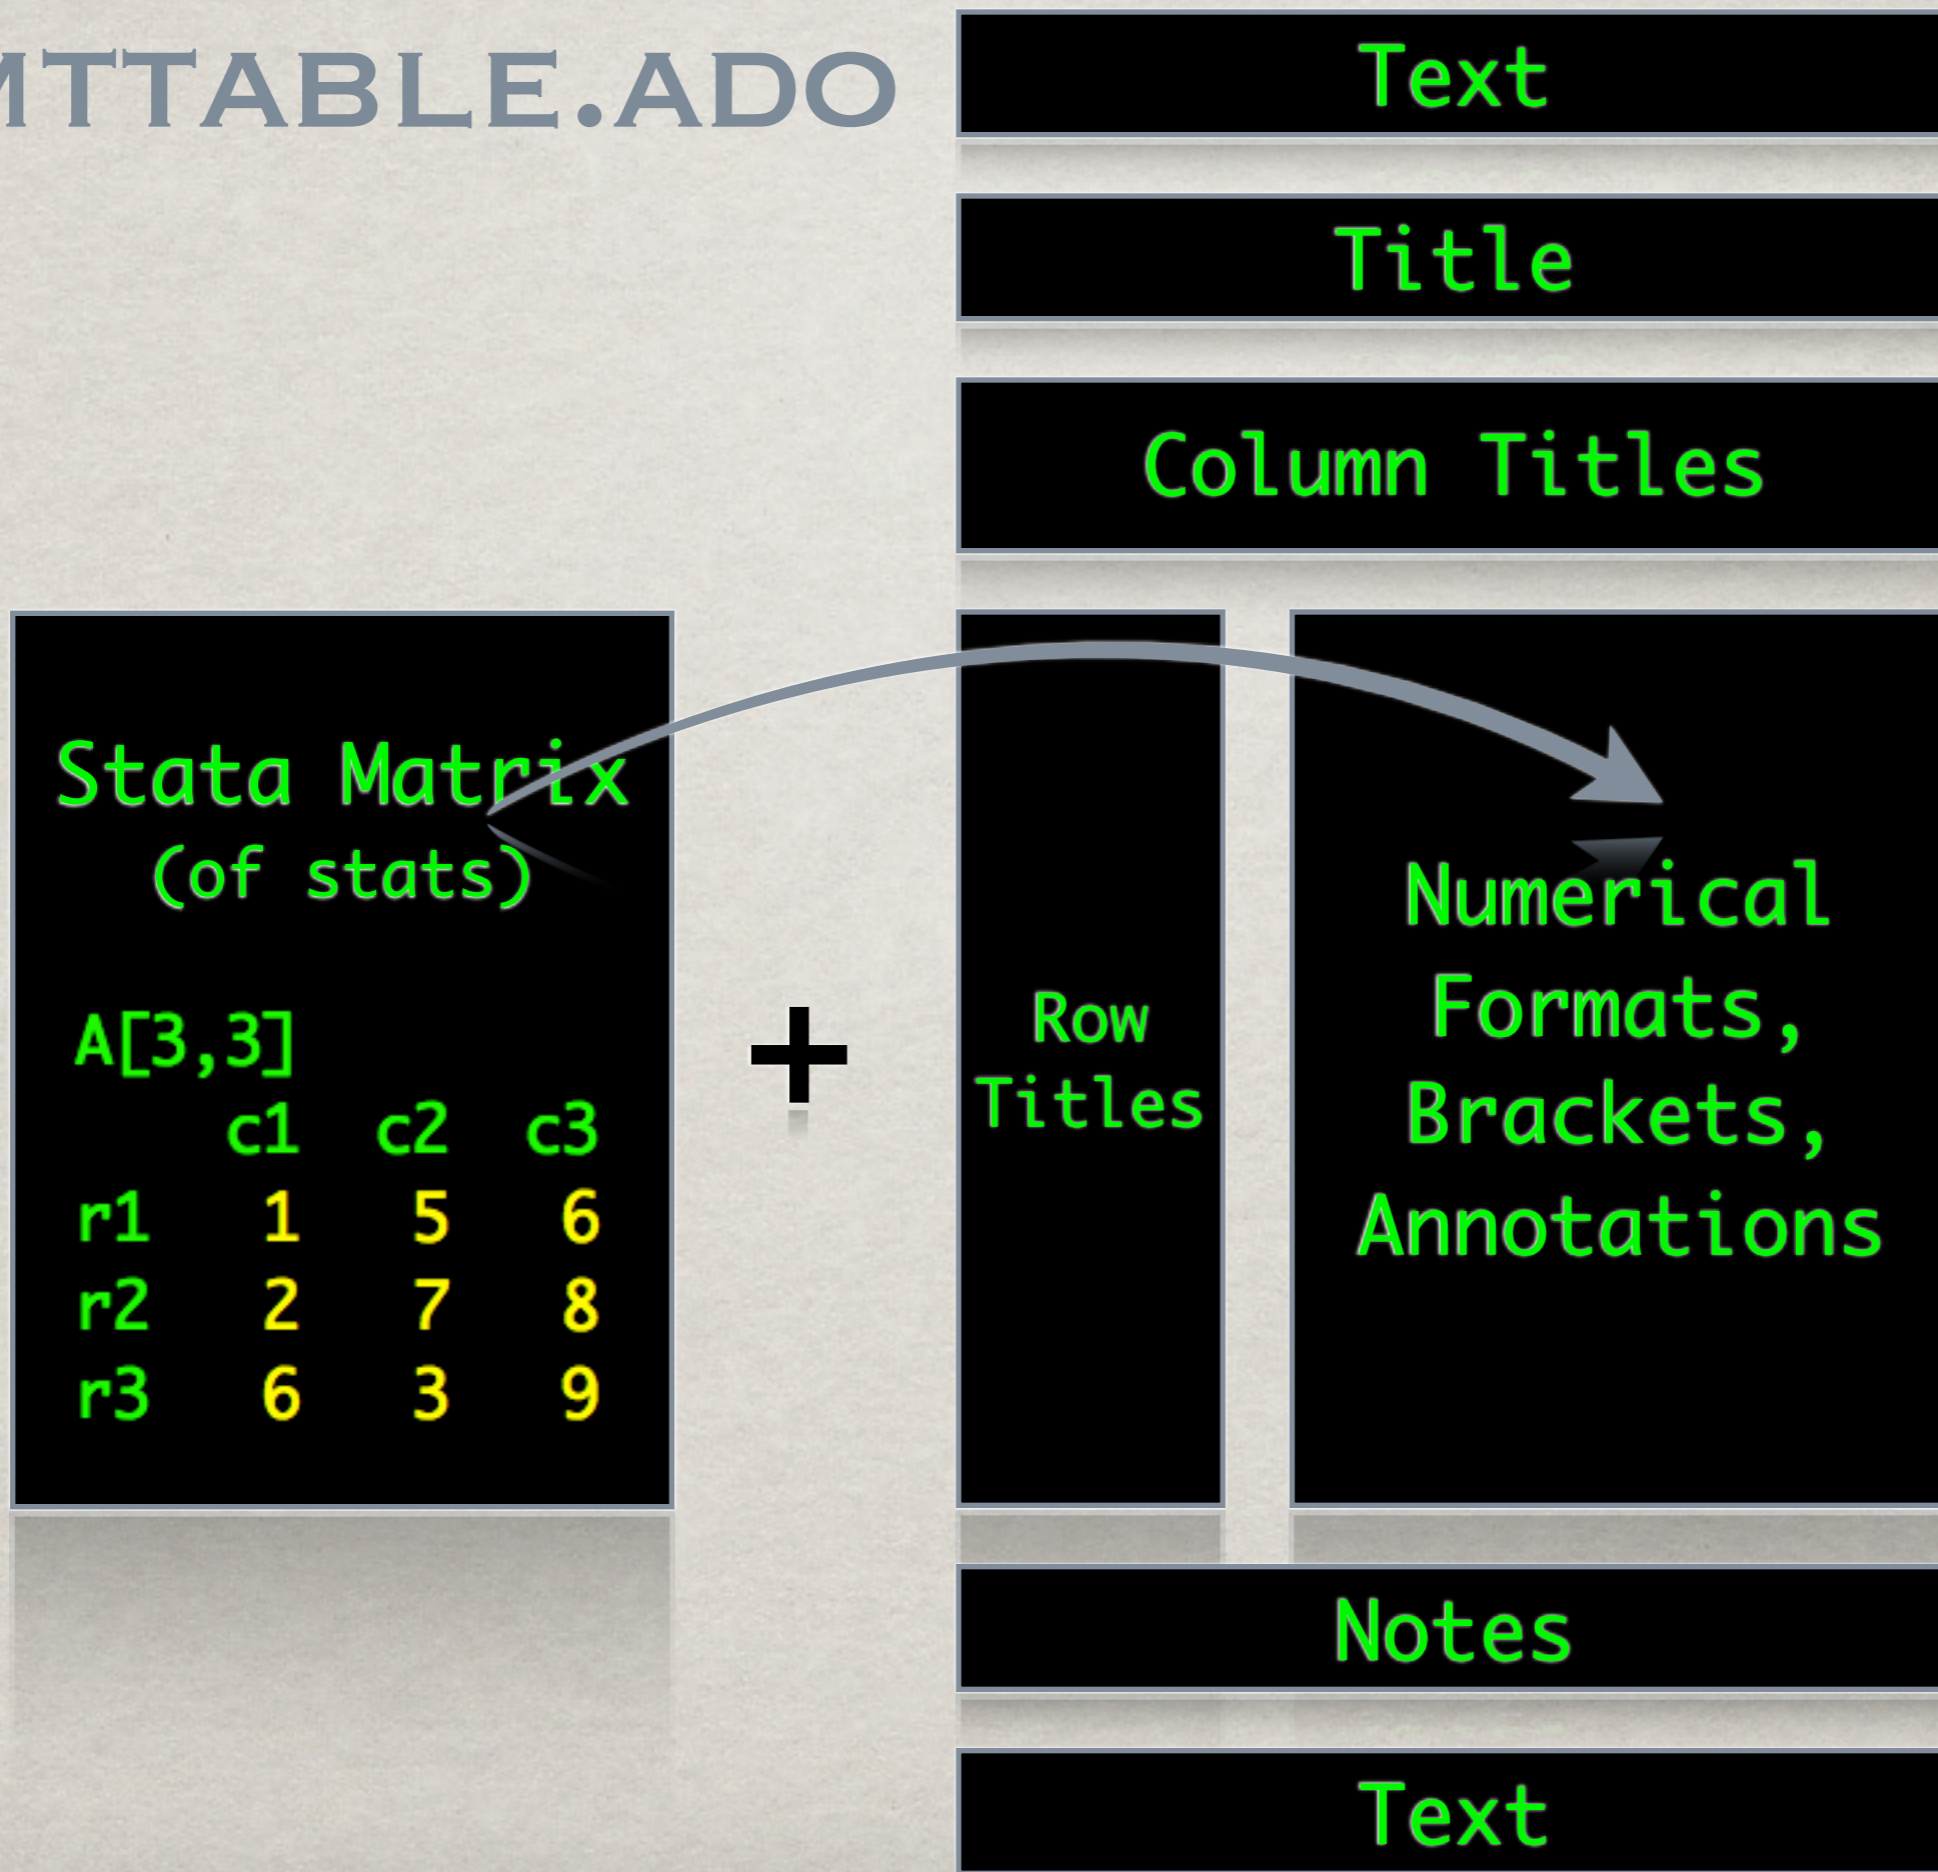 MTTABLE.ADO
Text
Title
Column Titles
Stata Matrix
(of stats)
A[3,3]
c1 c2 c3
r1 1 5 6
r2 2 7 8
r3 6 3 9
+
Row
Titles
Numerical
Formats,
Brackets,
Annotations
Notes
Text